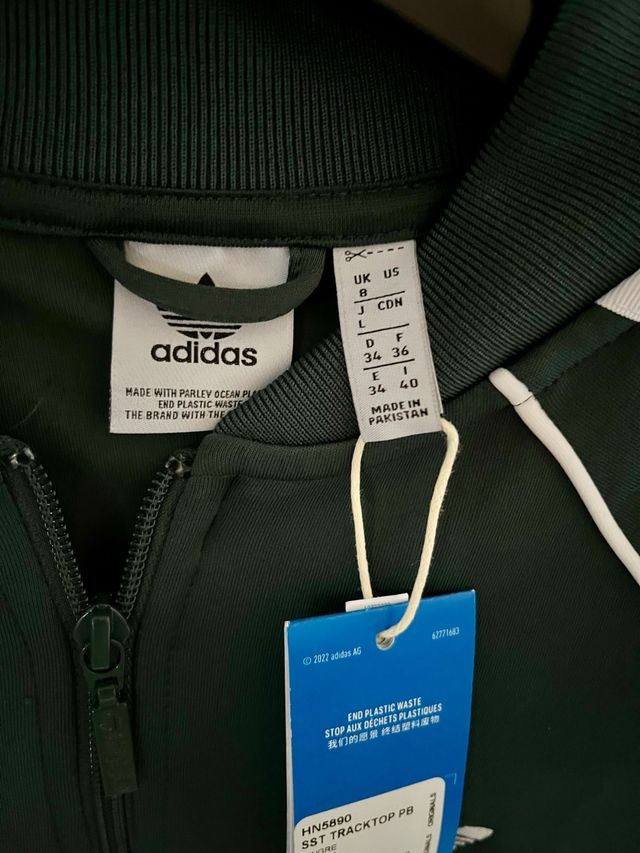 adidas
MADE WITH PARLEY OCEAN
END PLASTIC WASTE
THE BRAND WITH THE
UK US
8
J CDN
L
D F
34 36
E I
34 40
MADE IN
PAKISTAN
© 2022 adidas AG
62771683
END PLASTIC WASTE
STOP AUX DÉCHETS PLASTIQUES
我们的愿景 终结塑料废物
HN5890
SST TRACKTOP PB
ORIGINALS